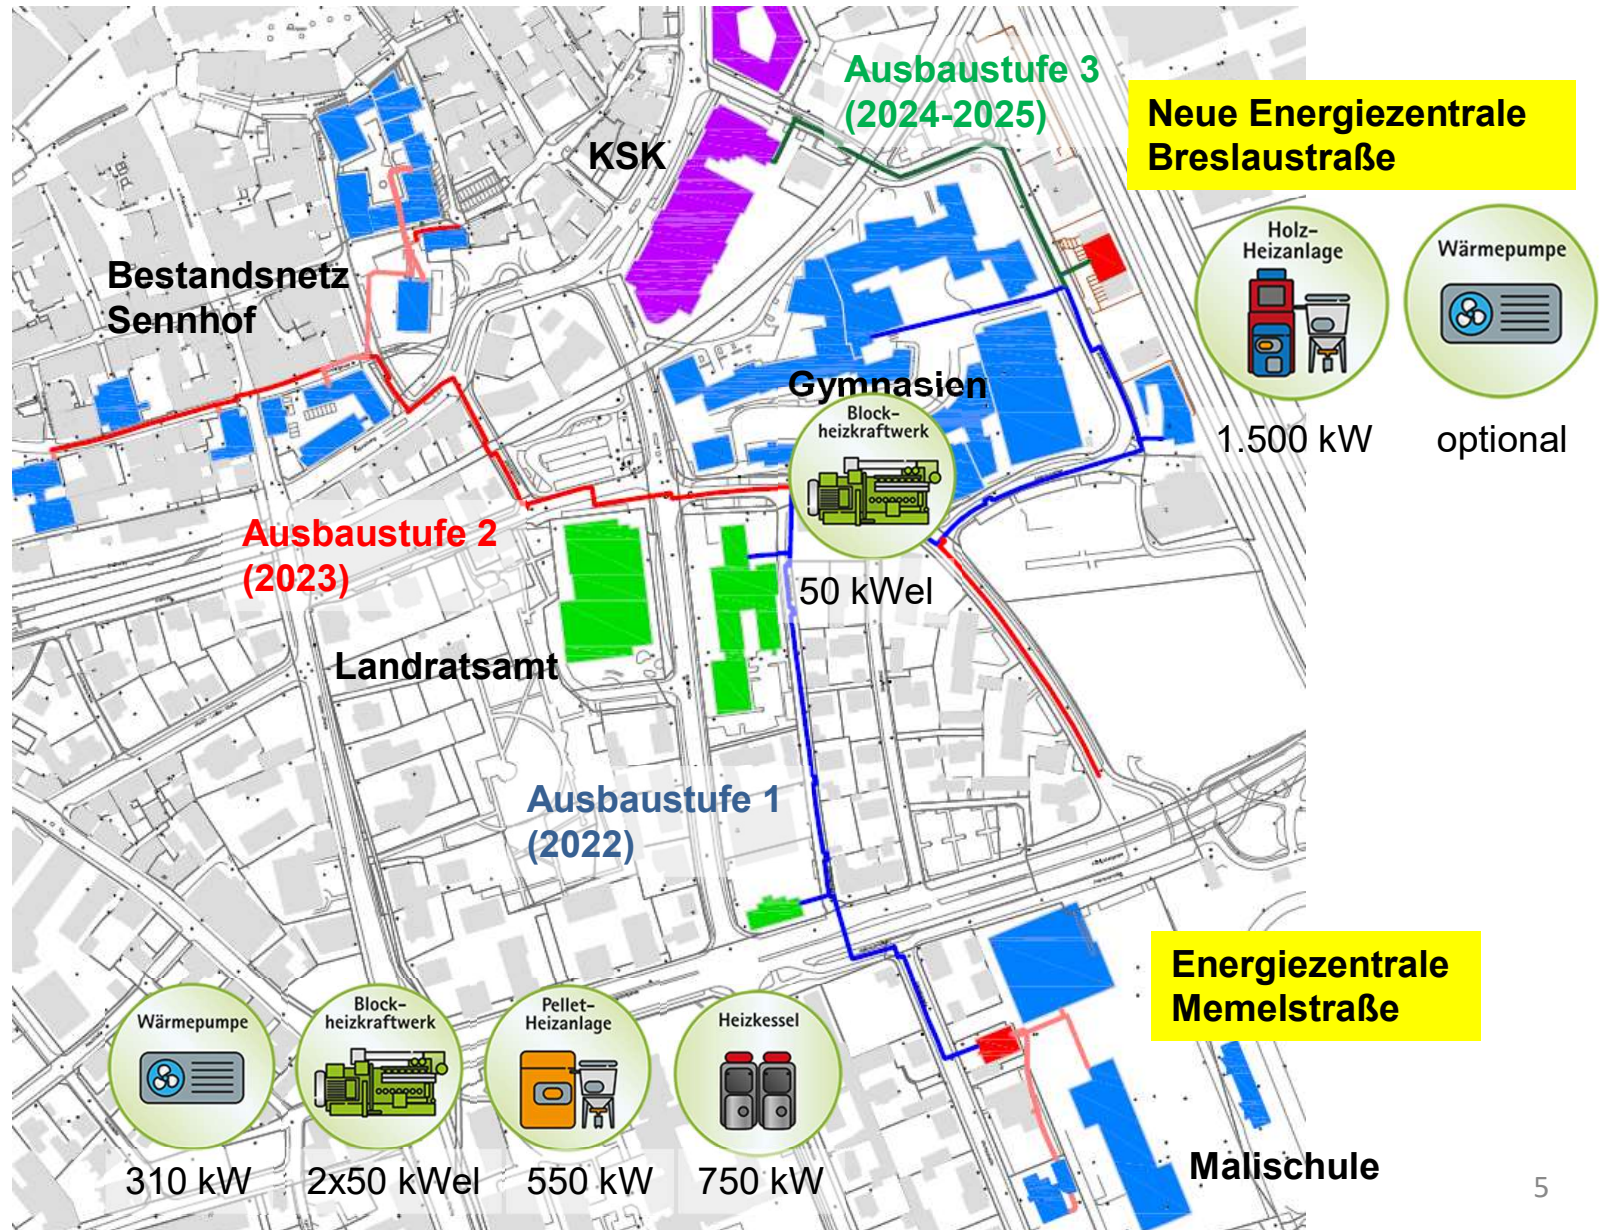 Ausbaustufe 3
(2024-2025)
Neue Energiezentrale
Breslaustraße
KSK
Holz-
Heizanlage
Wärmepumpe
1.500 kW
optional
Bestandsnetz
Sennhof
Gymnasien
Block-
heizkraftwerk
50 kWel
Ausbaustufe 2
(2023)
Landratsamt
Ausbaustufe 1
(2022)
Energiezentrale
Memelstraße
Wärmepumpe
310 kW
Block-
heizkraftwerk
2x50 kWel
Pellet-
Heizanlage
550 kW
Heizkessel
750 kW
Malischule
5